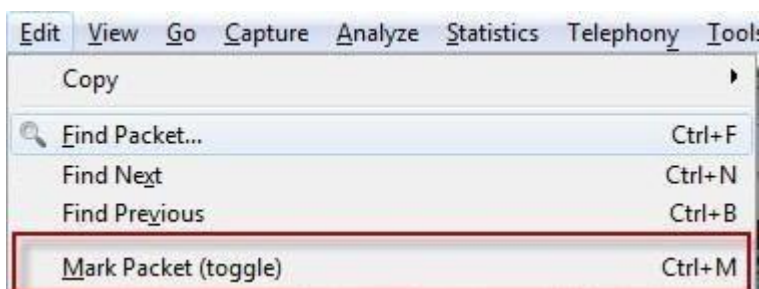 Edit View Go Capture Analyze Statistics Telephony Tools
Copy
Find Packet... Ctrl+F
Find Next Ctrl+N
Find Previous Ctrl+B
Mark Packet (toggle) Ctrl+M